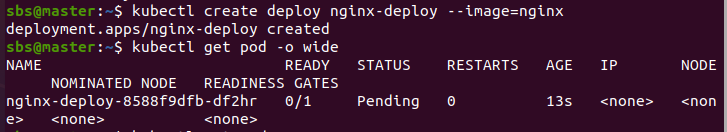 sbs@master:~$ kubectl create deploy nginx-deploy --image=nginx
deployment.apps/nginx-deploy created
sbs@master:~$ kubectl get pod -o wide
NAME READY STATUS RESTARTS AGE IP NODE
NOMINATED NODE READINESS GATES
nginx-deploy-8588f9dfb-df2hr 0/1 Pending 0 13s <none> <non
e> <none> <none>